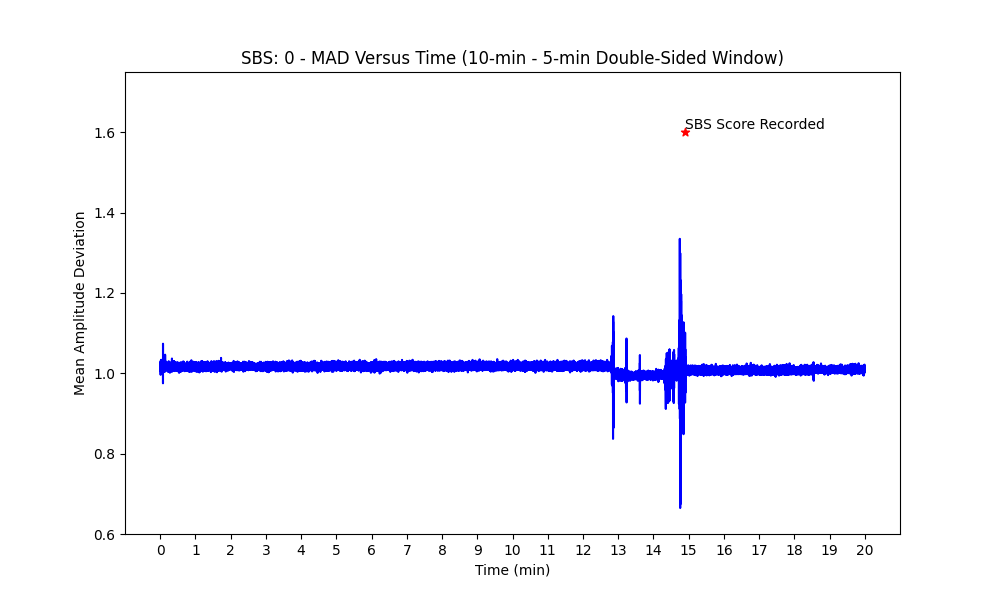 SBS: 0 - MAD Versus Time (10-min - 5-min Double-Sided Window)
SBS Score Recorded
Mean Amplitude Deviation
1.6
1.4
1.2
1.0
0.8
0.6
0 1 2 3 4 5 6 7 8 9 10 11 12 13 14 15 16 17 18 19 20
Time (min)